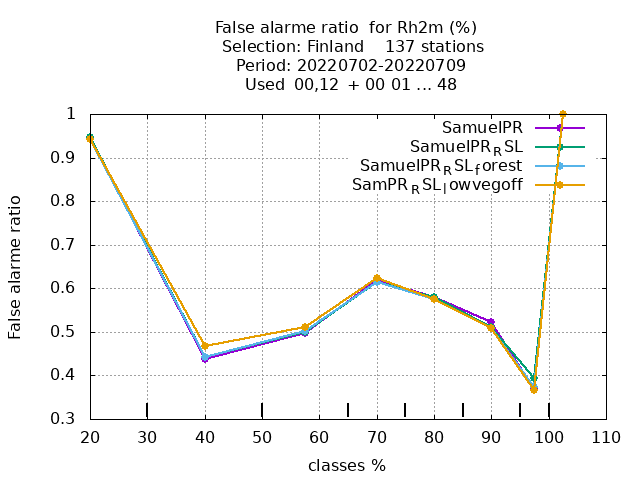 False alarme ratio for Rh2m (%)
Selection: Finland 137 stations
Period: 20220702-20220709
Used 00,12 + 00 01 ... 48
SamuelPR
SamuelPR_RSL
SamuelPR_RSL_forest
SamPR_RSL_lowvegoff
False alarme ratio
1
0.9
0.8
0.7
0.6
0.5
0.4
0.3
20 30 40 50 60 70 80 90 100 110
classes %